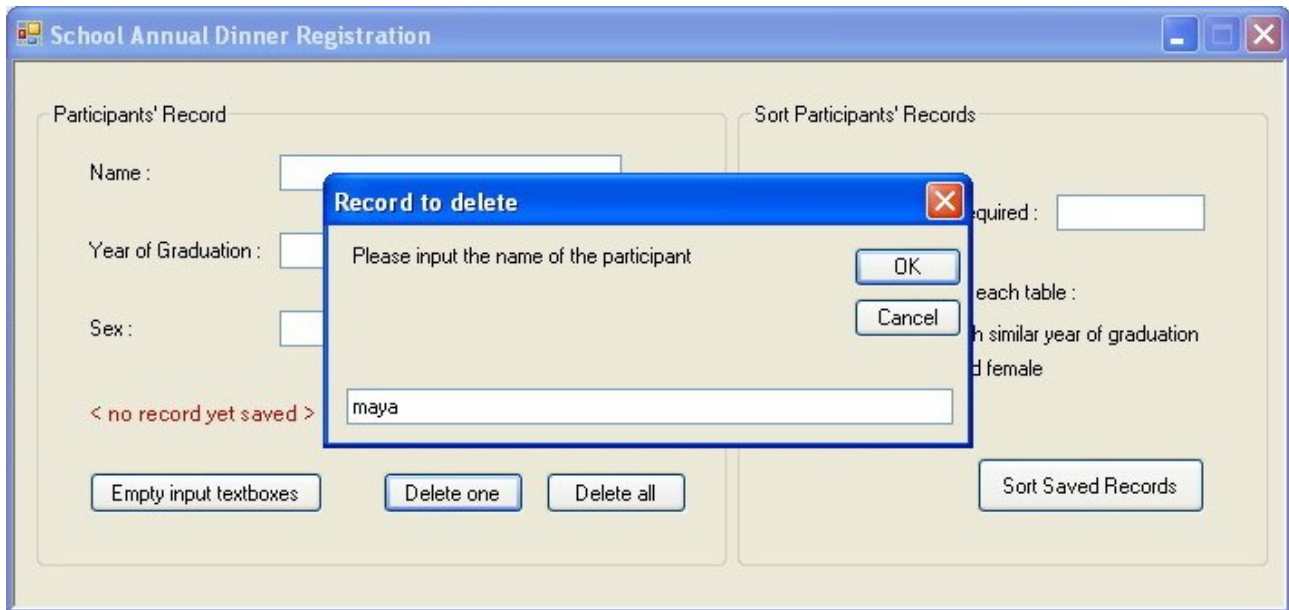 School Annual Dinner Registration
Participants' Record
Sort Participants' Records
Name :
Record to delete
equired :
Year of Graduation :
Please input the name of the participant
OK
each table :
Cancel
Sex :
similar year of graduation
female
maya
< no record yet saved >
Empty input textboxes
Delete one
Delete all
Sort Saved Records